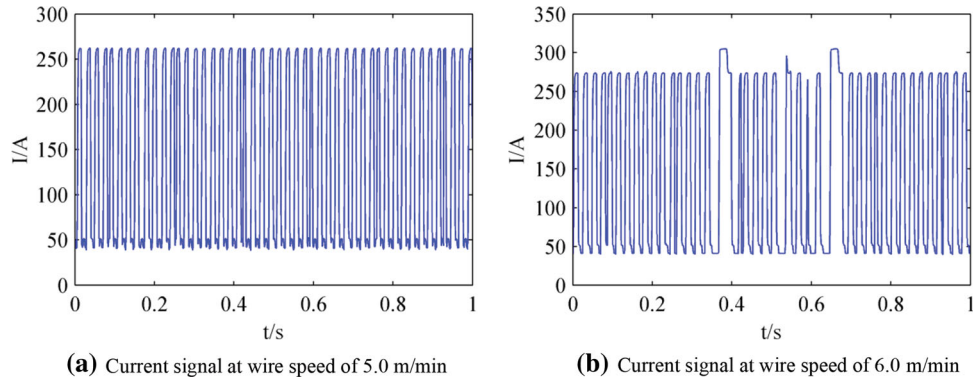 300
250
200
150
100
50
0
I/A
0 0.2 0.4 0.6 0.8 1
t/s
(a) Current signal at wire speed of 5.0 m/min
350
300
250
200
150
100
50
0
I/A
0 0.2 0.4 0.6 0.8 1
t/s
(b) Current signal at wire speed of 6.0 m/min